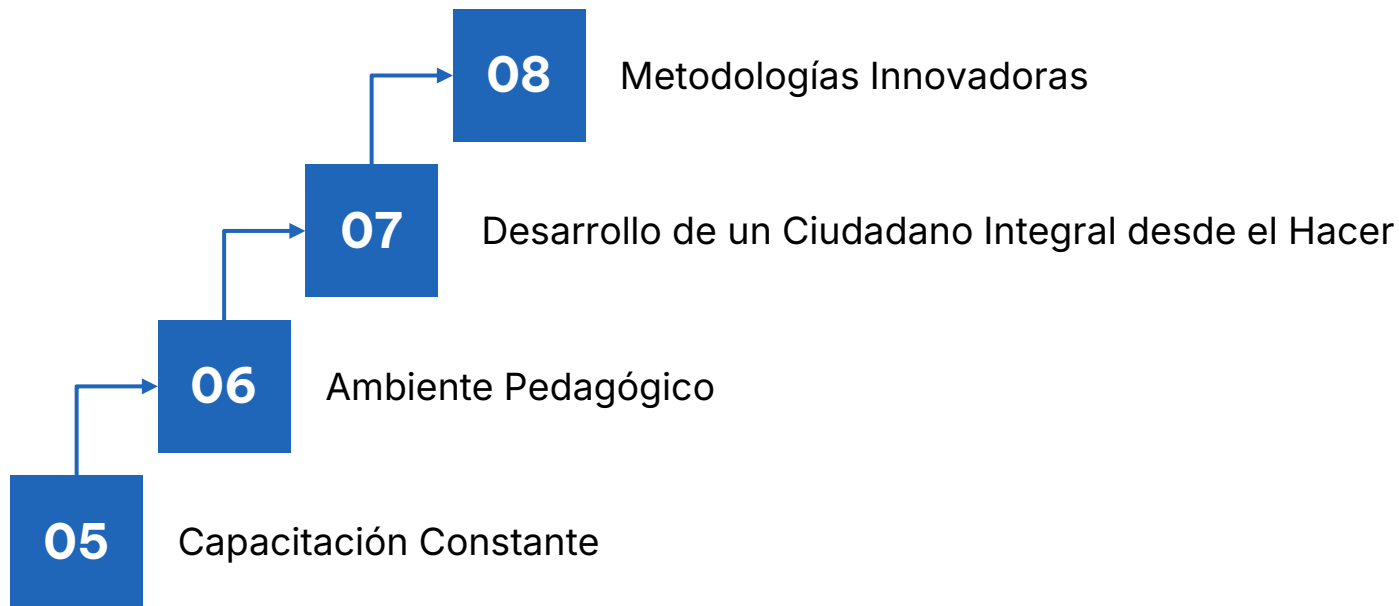 08 Metodologías Innovadoras
07 Desarrollo de un Ciudadano Integral desde el Hacer
06 Ambiente Pedagógico
05 Capacitación Constante